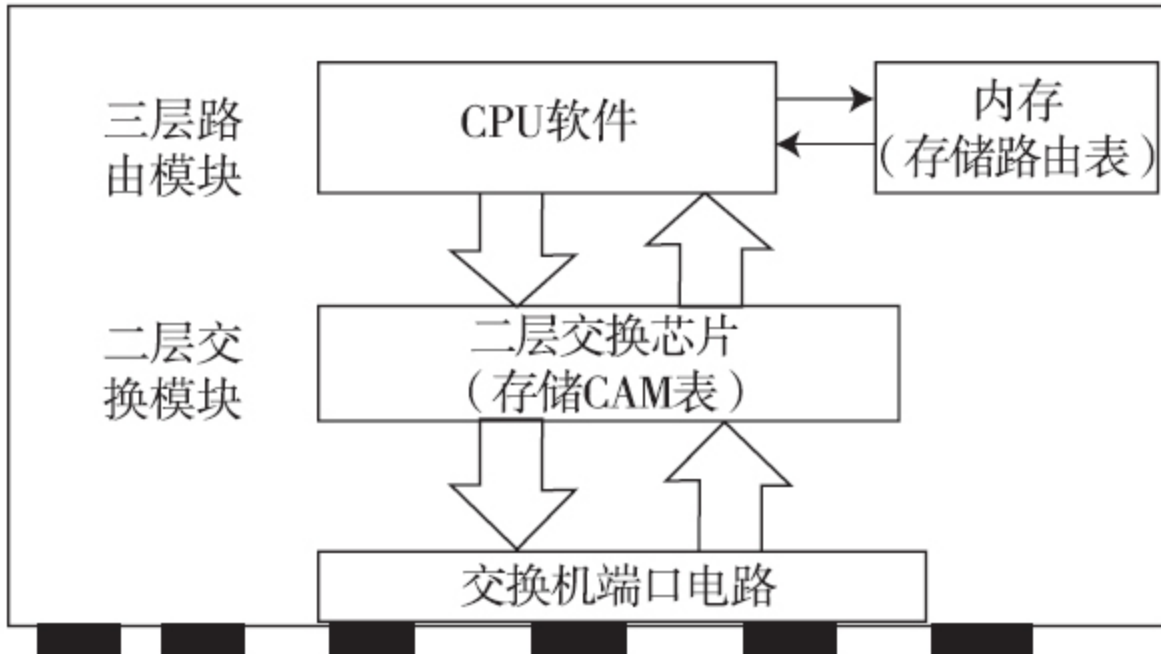 三层路
由模块
CPU软件
内存
（存储路由表）
二层交
换模块
二层交换芯片
（存储CAM表）
交换机端口电路